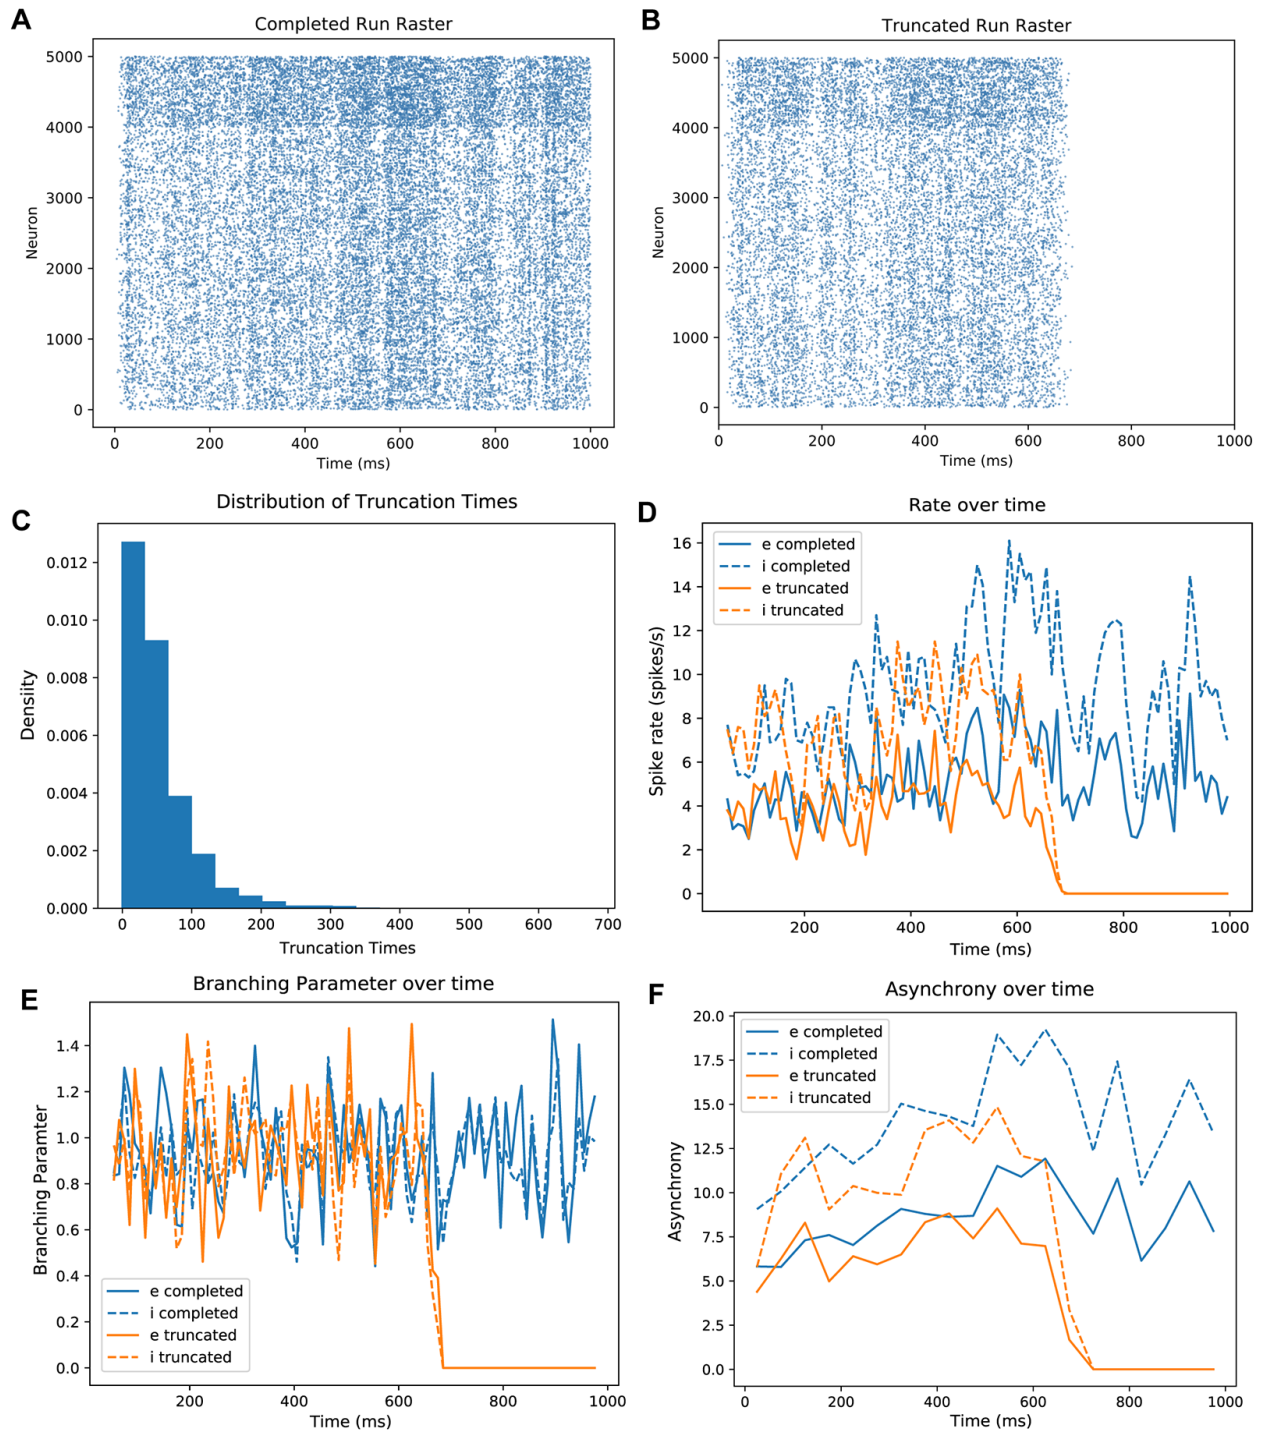 A
Completed Run Raster
5000
4000
3000
2000
1000
0
Neuron
0 200 400 600 800 1000
Time (ms)
B
Truncated Run Raster
5000
4000
3000
2000
1000
0
Neuron
0 200 400 600 800 1000
Time (ms)
C
Distribution of Truncation Times
0.012
0.010
0.008
0.006
0.004
0.002
0.000
Densiity
0 100 200 300 400 500 600 700
Truncation Times
D
Rate over time
e completed
i completed
e truncated
i truncated
16
14
12
10
8
6
4
2
0
Spike rate (spikes/s)
200 400 600 800 1000
Time (ms)
E
Branching Parameter over time
1.4
1.2
1.0
0.8
0.6
0.4
0.2
0.0
Branching Paramter
e completed
i completed
e truncated
i truncated
200 400 600 800 1000
Time (ms)
F
Asynchrony over time
e completed
i completed
e truncated
i truncated
20.0
17.5
15.0
12.5
10.0
7.5
5.0
2.5
0.0
Asynchrony
0 200 400 600 800 1000
Time (ms)